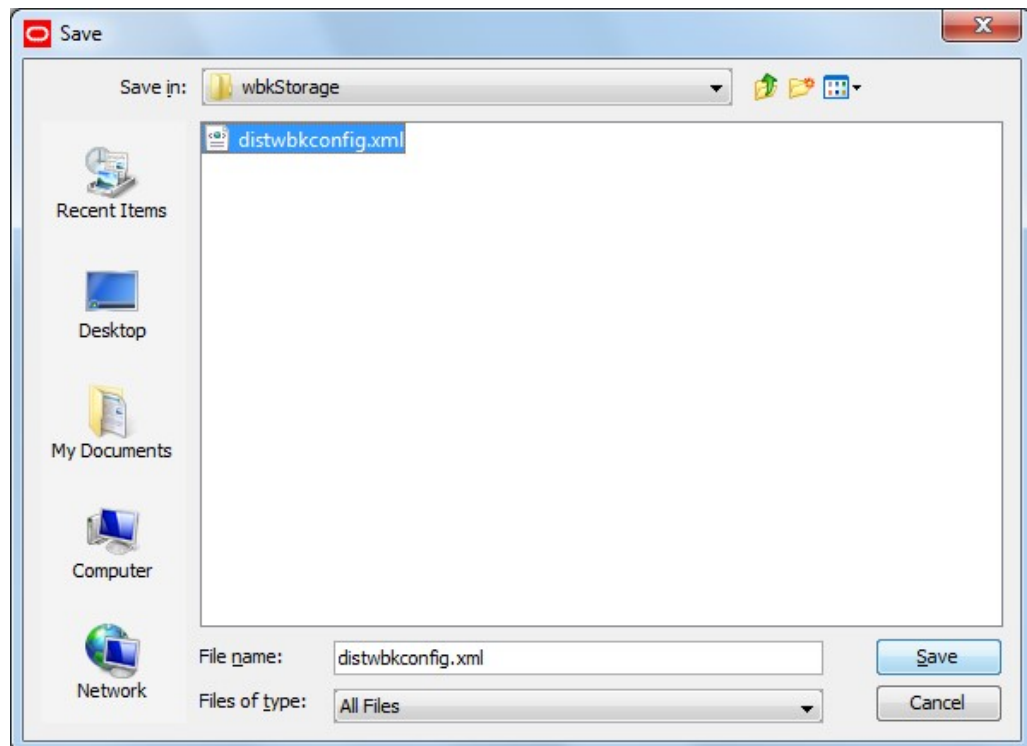 Save
Save in: wbkStorage
distwbkconfig.xml
Recent Items
Desktop
My Documents
Computer
Network
File name: distwbkconfig.xml Save
Files of type: All Files Cancel